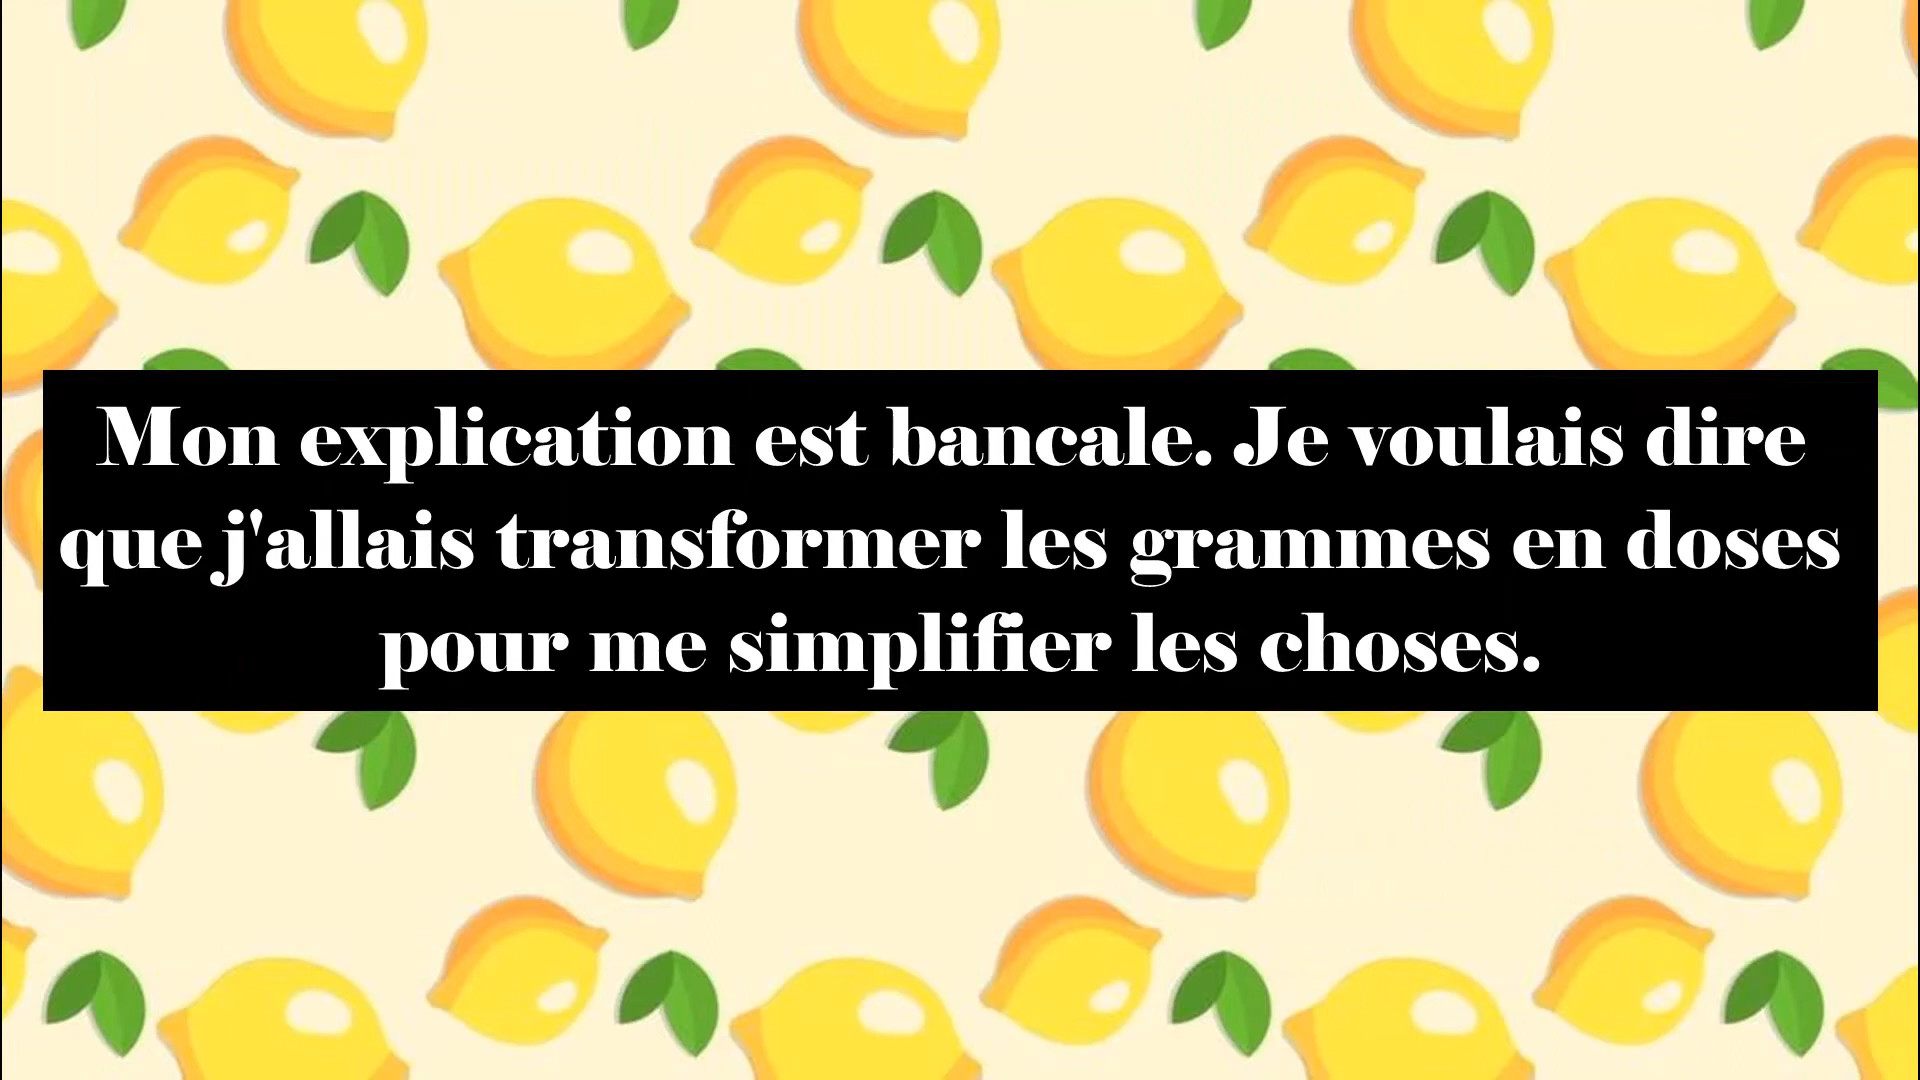 Mon explication est bancale. Je voulais dire
que j'allais transformer les grammes en doses
pour me simplifier les choses.